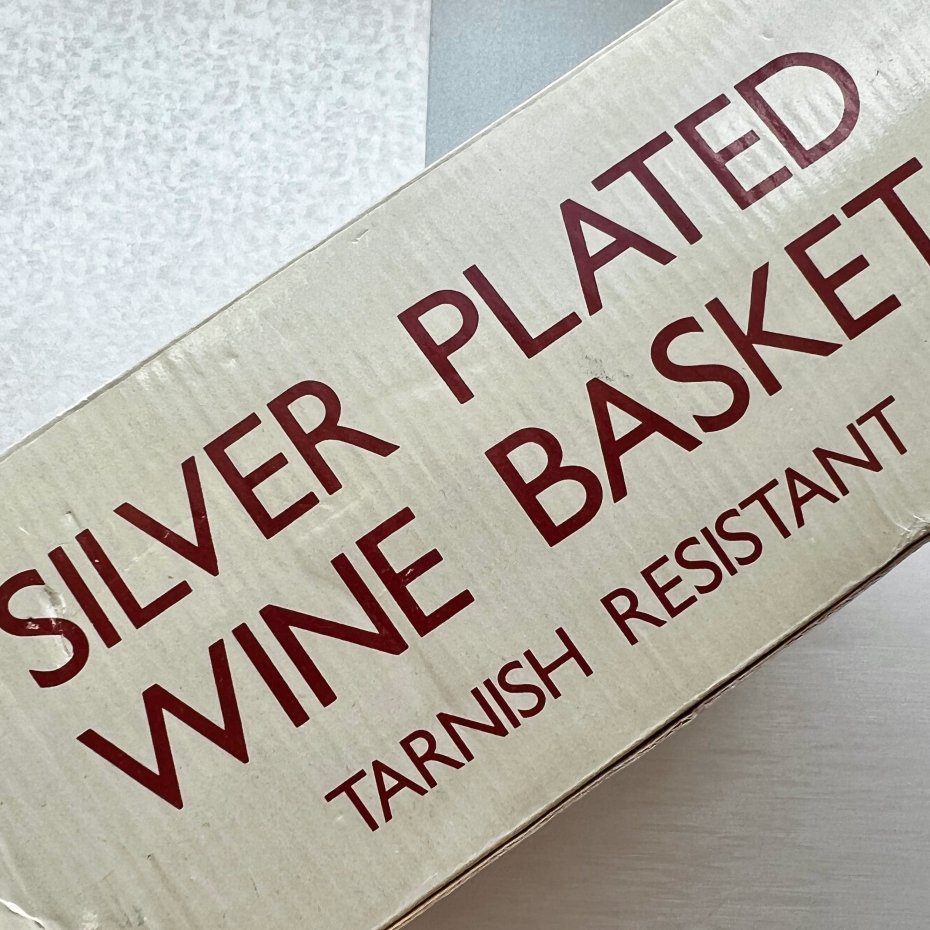 SILVER PLATED
WINE BASKET
TARNISH RESISTANT